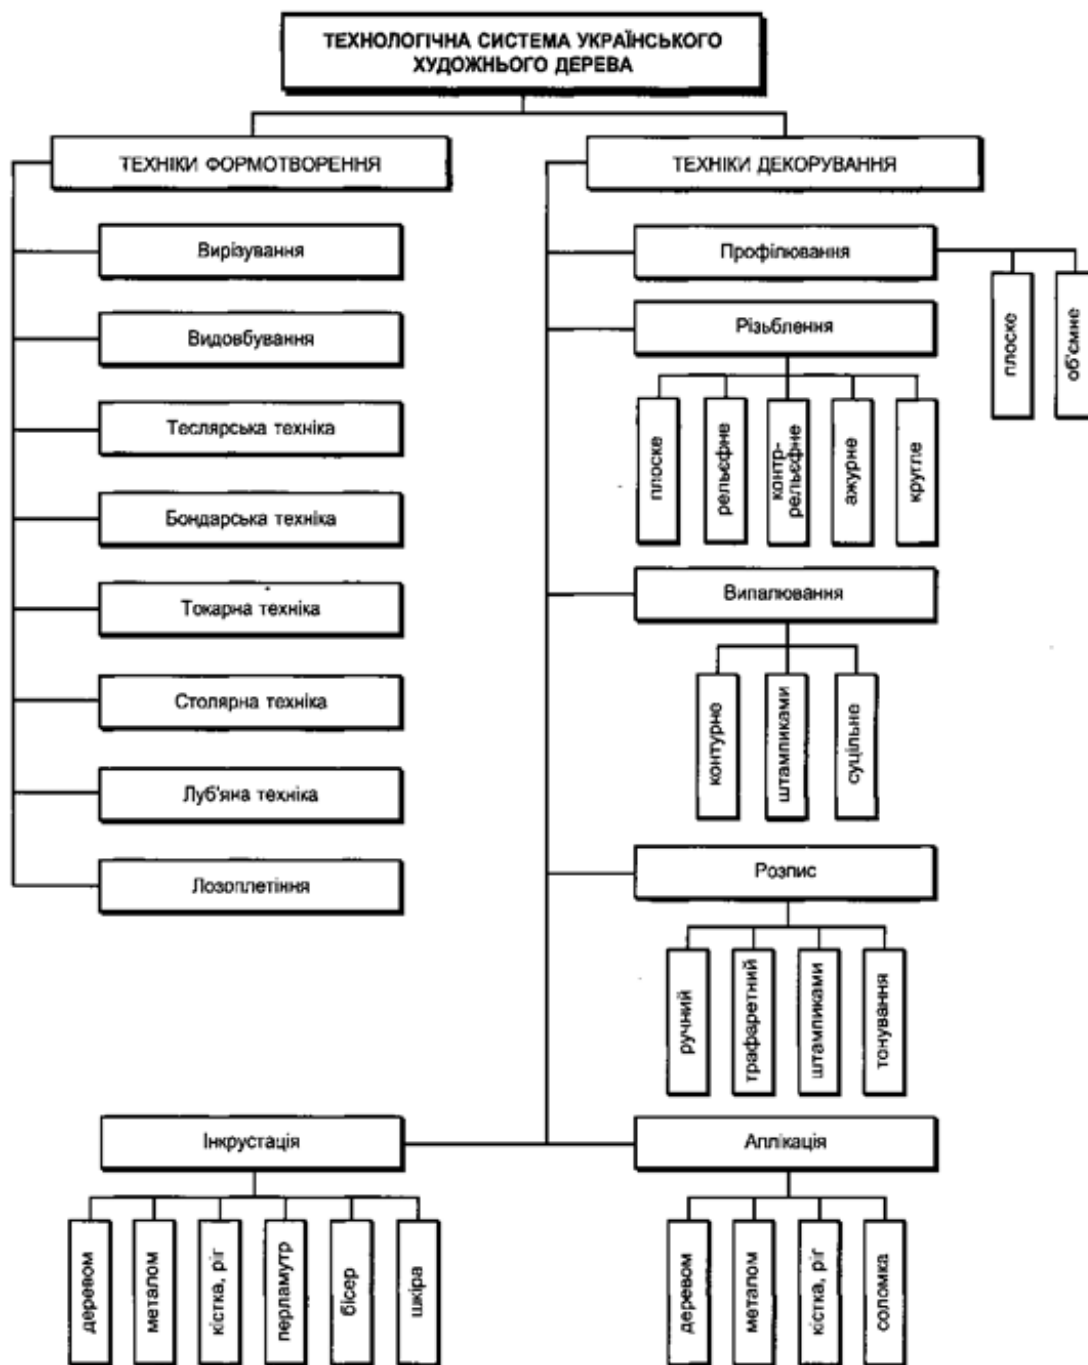 ТЕХНОЛОГІЧНА СИСТЕМА УКРАЇНСЬКОГО
ХУДОЖНЬОГО ДЕРЕВА
ТЕХНІКИ ФОРМОТВОРЕННЯ
ТЕХНІКИ ДЕКОРУВАННЯ
Вирізування
Видовбування
Теслярська техніка
Бондарська техніка
Токарна техніка
Столярна техніка
Луб'яна техніка
Лозоплетіння
Профілювання
плоске
об'ємне
Різьблення
плоске
рельєфне
контр-
рельєфне
ажурне
кругле
Випалювання
контурне
штампиками
суцільне
Розпис
ручний
трафаретний
штампиками
тонування
Інкрустація
деревом
металом
кістка, ріг
перламутр
бісер
шкіра
Аплікація
деревом
металом
кістка, ріг
соломка